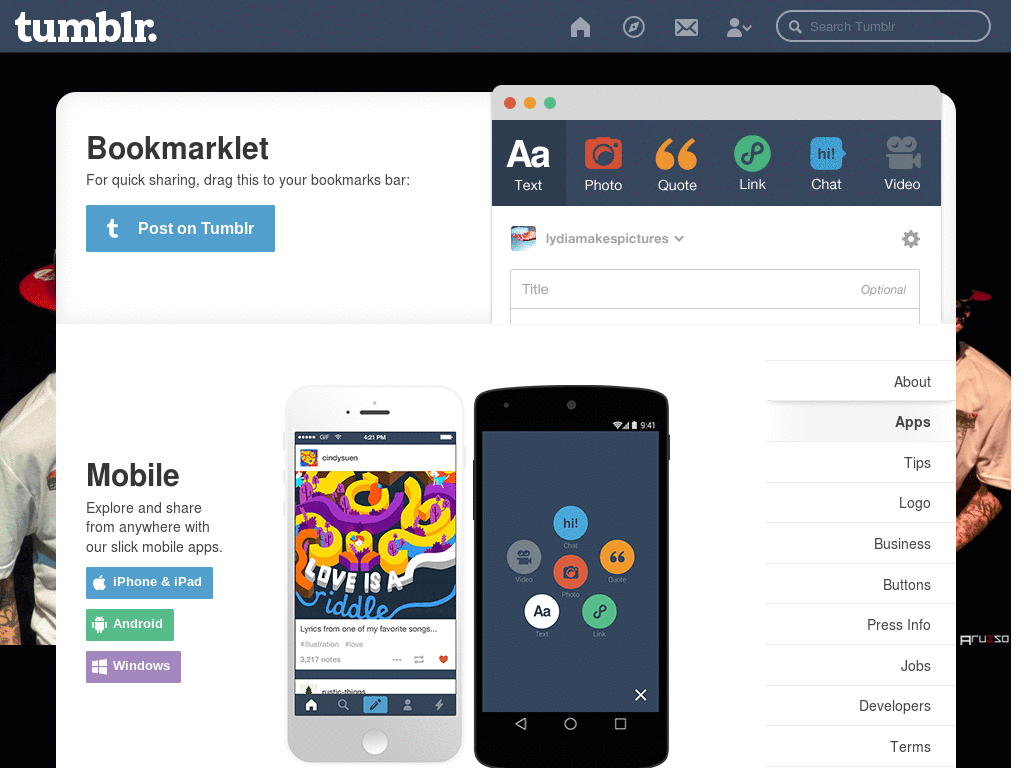 tumblr.
Search Tumblr
Bookmarklet
For quick sharing, drag this to your bookmarks bar:
t Post on Tumblr
Aa
hi!
Text
Photo
Quote
Link
Chat
Video
lydiamakespictures
Title
Optional
About
Apps
Tips
Logo
Business
Buttons
Press Info
Jobs
Developers
Terms
Mobile
Explore and share
from anywhere with
our slick mobile apps.
iPhone & iPad
Android
Windows
GIF
4:21 PM
cindysuen
LOVE IS A
riddle
Lyrics from one of my favorite songs...
#illustration #love
3,217 notes
rustic-things
9:41
hi!
Chat
Video
Quote
Photo
Aa
Text
Link
Aruzso